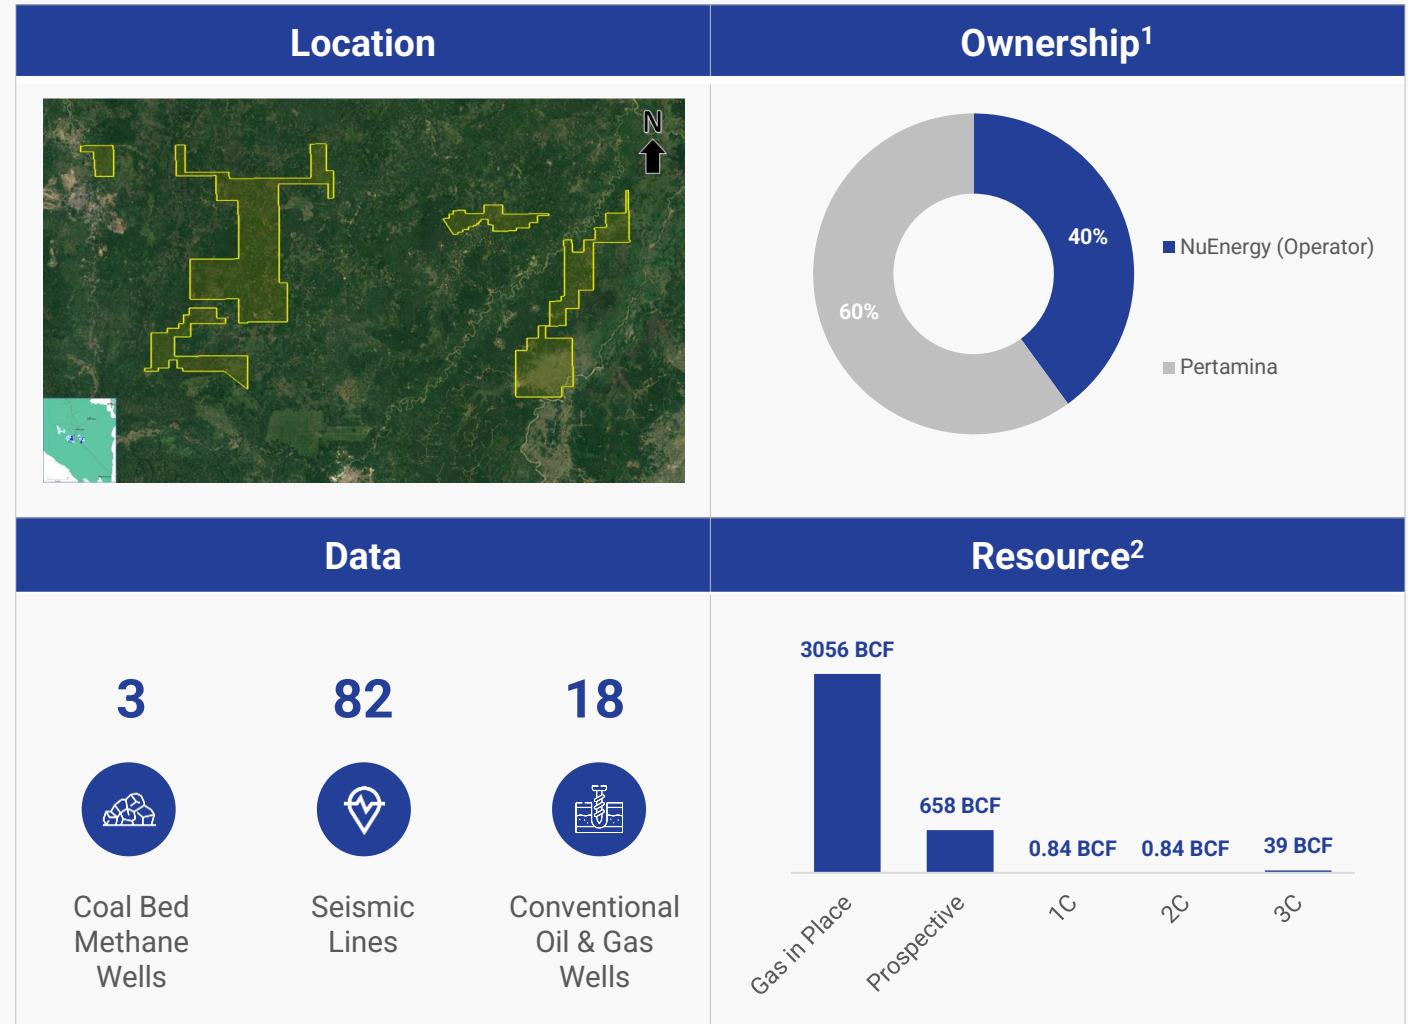 Location
Ownership¹
N
40%
60%
NuEnergy (Operator)
Pertamina
Data
Resource²
3
82
18
Coal Bed
Methane
Wells
Seismic
Lines
Conventional
Oil & Gas
Wells
3056 BCF
658 BCF
0.84 BCF
0.84 BCF
39 BCF
Gas in Place
Prospective
1C
2C
3C